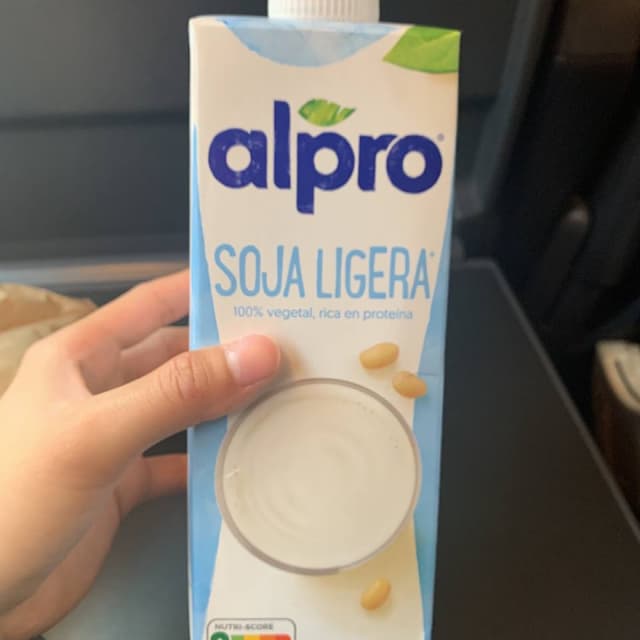 alpro®
SOJA LIGERA*
100% vegetal, rica en proteína
NUTRI-SCORE